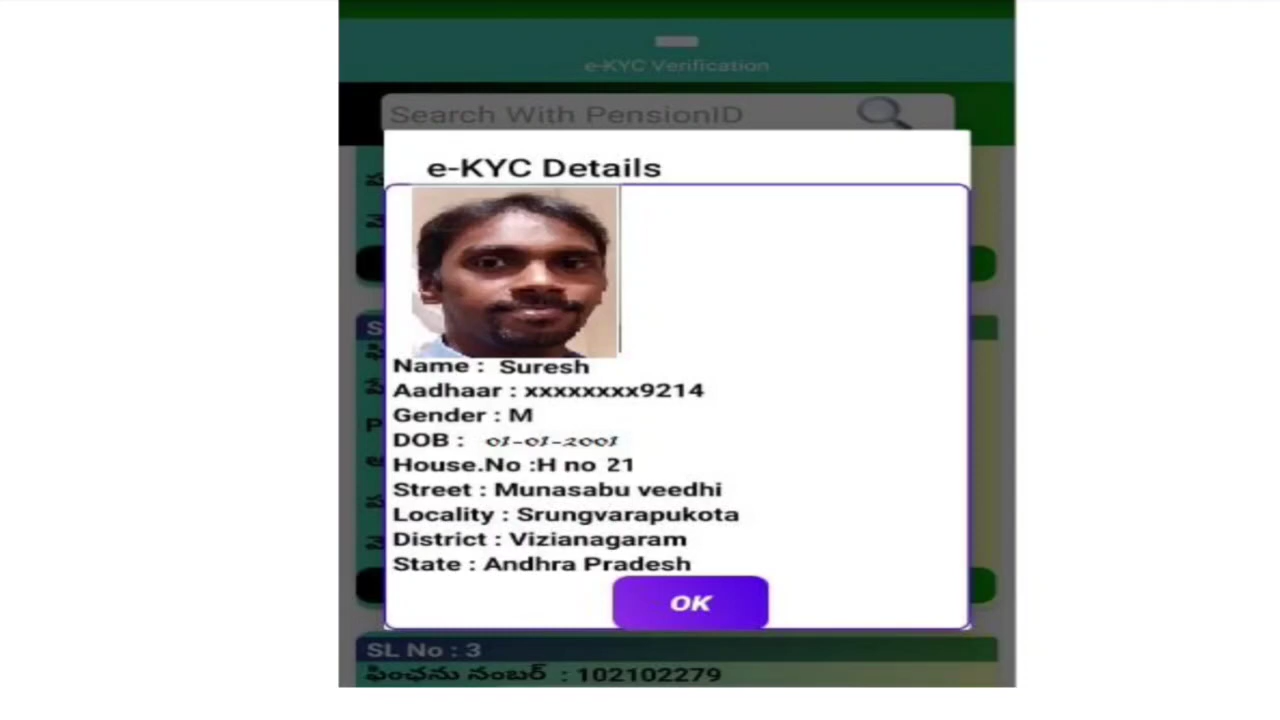 e-KYC Verification
Search With PensionID
e-KYC Details
Name : Suresh
Aadhaar : xxxxxxxx9214
Gender : M
DOB : 01-01-2001
House.No :H no 21
Street : Munasabu veedhi
Locality : Srungvarapukota
District : Vizianagaram
State : Andhra Pradesh
OK
SL No : 3
ఫించను నంబర్ : 102102279